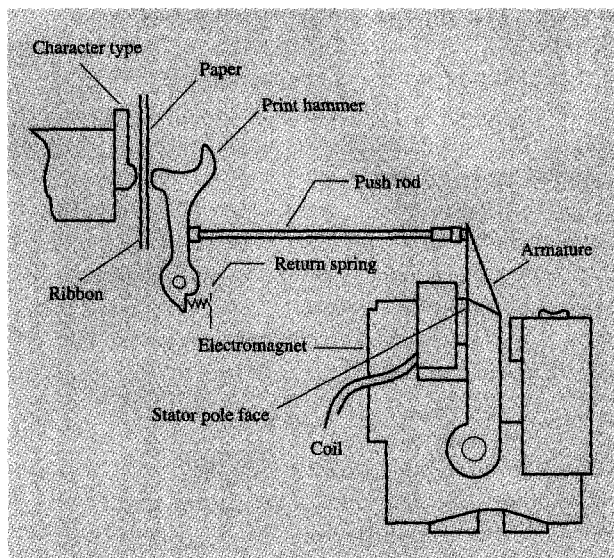 Character type
Paper
Print hammer
Push rod
Armature
Return spring
Ribbon
Electromagnet
Stator pole face
Coil